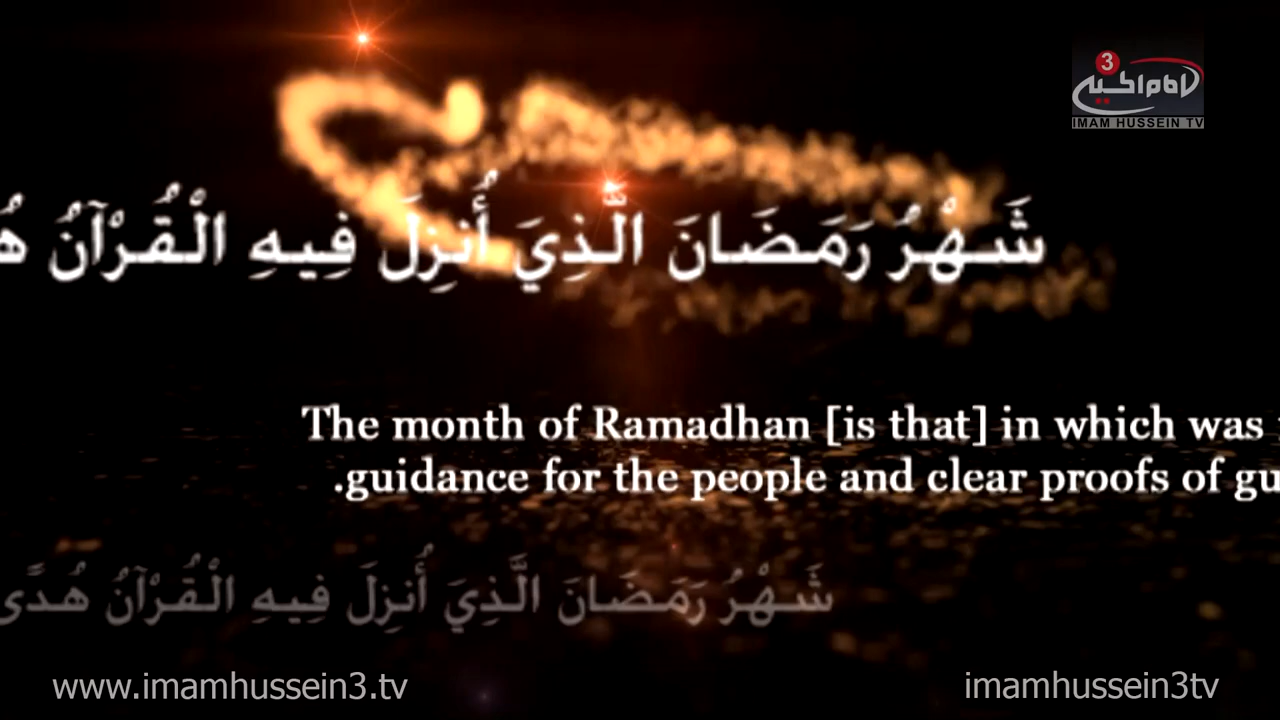 3
IMAM HUSSEIN TV
شَهْرُ رَمَضَانَ الَّذِيَ أُنزِلَ فِيهِ الْقُرْآنُ
The month of Ramadhan [is that] in which was
.guidance for the people and clear proofs of
شَهْرُ رَمَضَانَ الَّذِيَ أُنزِلَ فِيهِ الْقُرْآنُ هُدًى
www.imamhussein3.tv
imamhussein3tv